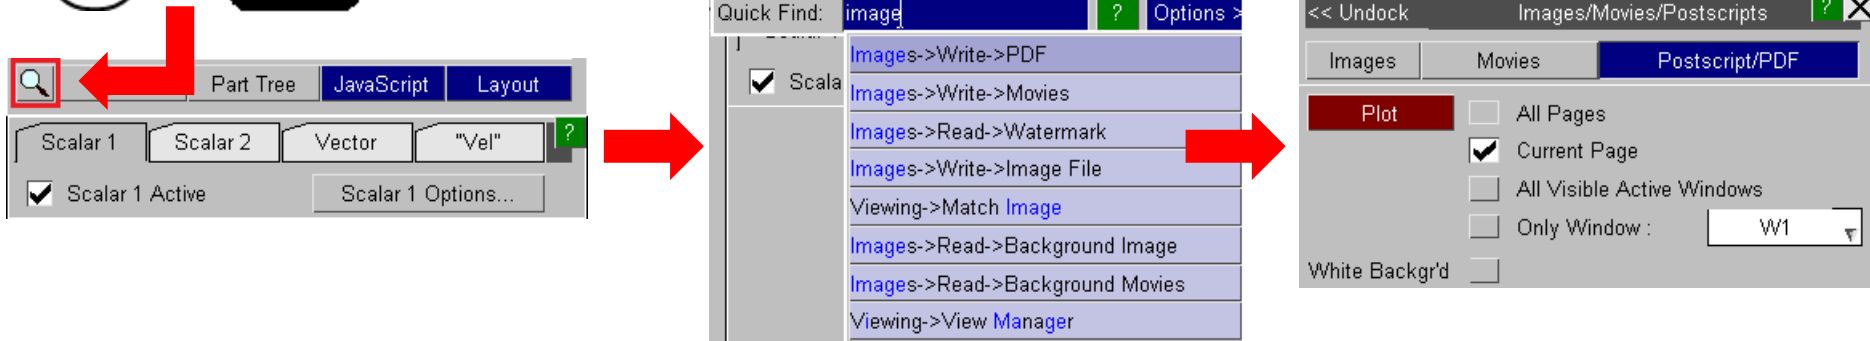 Part Tree JavaScript Layout
Scalar 1 Scalar 2 Vector "Vel" ?
Scalar 1 Active Scalar 1 Options...
Quick Find: image ? Options >
Scala
Images->Write->PDF
Images->Write->Movies
Images->Read->Watermark
Images->Write->Image File
Viewing->Match Image
Images->Read->Background Image
Images->Read->Background Movies
Viewing->View Manager
<< Undock Images/Movies/Postscripts ? X
Images Movies Postscript/PDF
Plot All Pages
Current Page
All Visible Active Windows
Only Window : W1
White Backgr'd